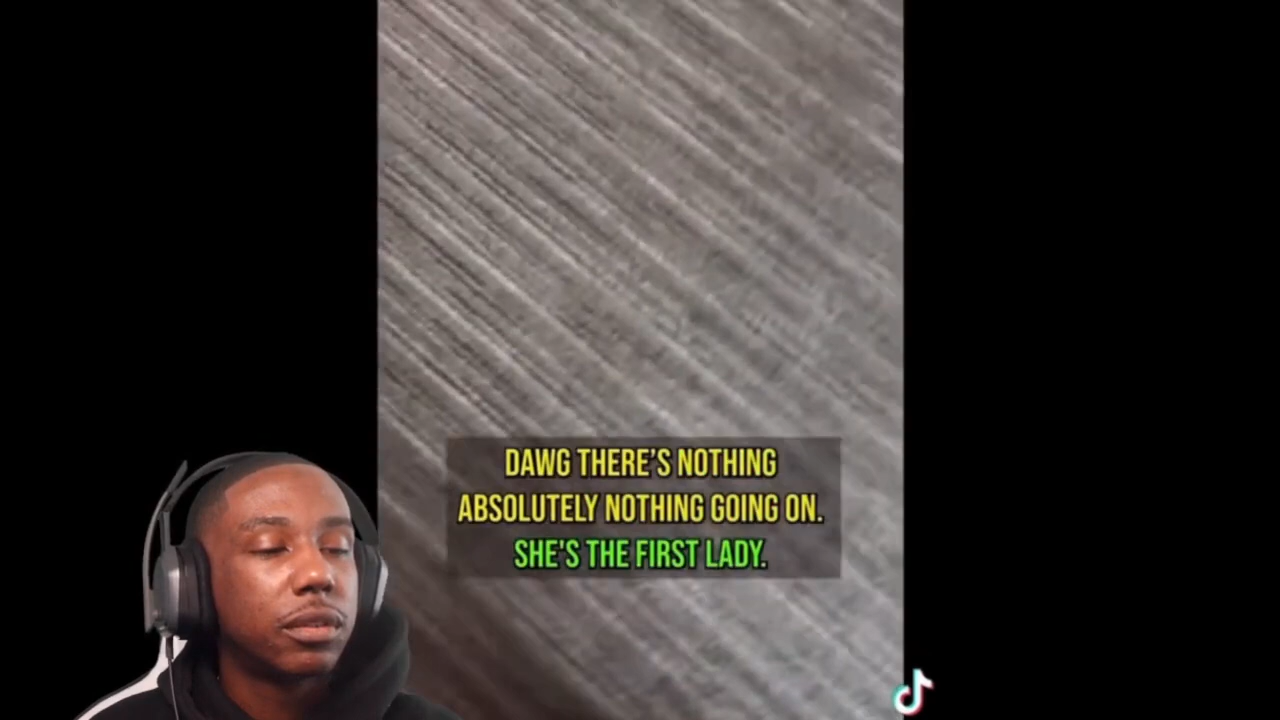 DAWG THERE'S NOTHING
ABSOLUTELY NOTHING GOING ON.
SHE'S THE FIRST LADY.